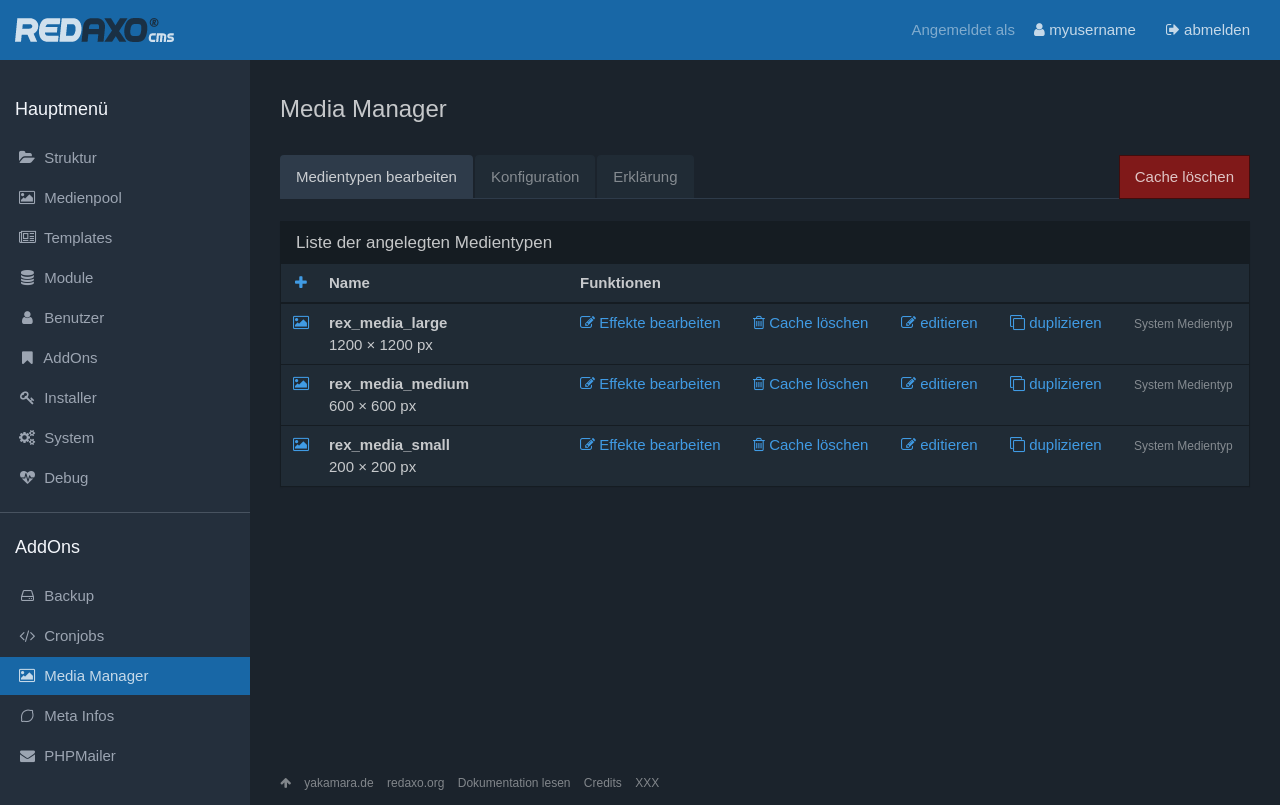 REDAXO® cms
Angemeldet als myusername abmelden
Hauptmenü
Struktur
Medienpool
Templates
Module
Benutzer
AddOns
Installer
System
Debug
AddOns
Backup
Cronjobs
Media Manager
Meta Infos
PHPMailer
Media Manager
Medientypen bearbeiten Konfiguration Erklärung Cache löschen
Liste der angelegten Medientypen
Name Funktionen
rex_media_large Effekte bearbeiten Cache löschen editieren duplizieren System Medientyp
1200 × 1200 px
rex_media_medium Effekte bearbeiten Cache löschen editieren duplizieren System Medientyp
600 × 600 px
rex_media_small Effekte bearbeiten Cache löschen editieren duplizieren System Medientyp
200 × 200 px
yakamara.de redaxo.org Dokumentation lesen Credits XXX